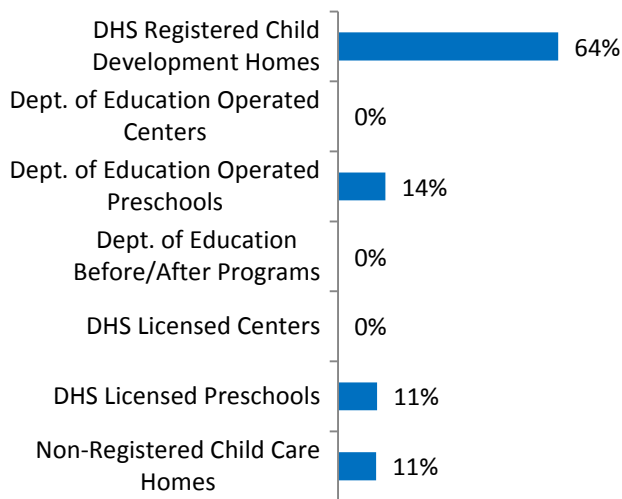 DHS Registered Child
Development Homes
64%
Dept. of Education Operated
Centers
0%
Dept. of Education Operated
Preschools
14%
Dept. of Education
Before/After Programs
0%
DHS Licensed Centers
0%
DHS Licensed Preschools
11%
Non-Registered Child Care
Homes
11%